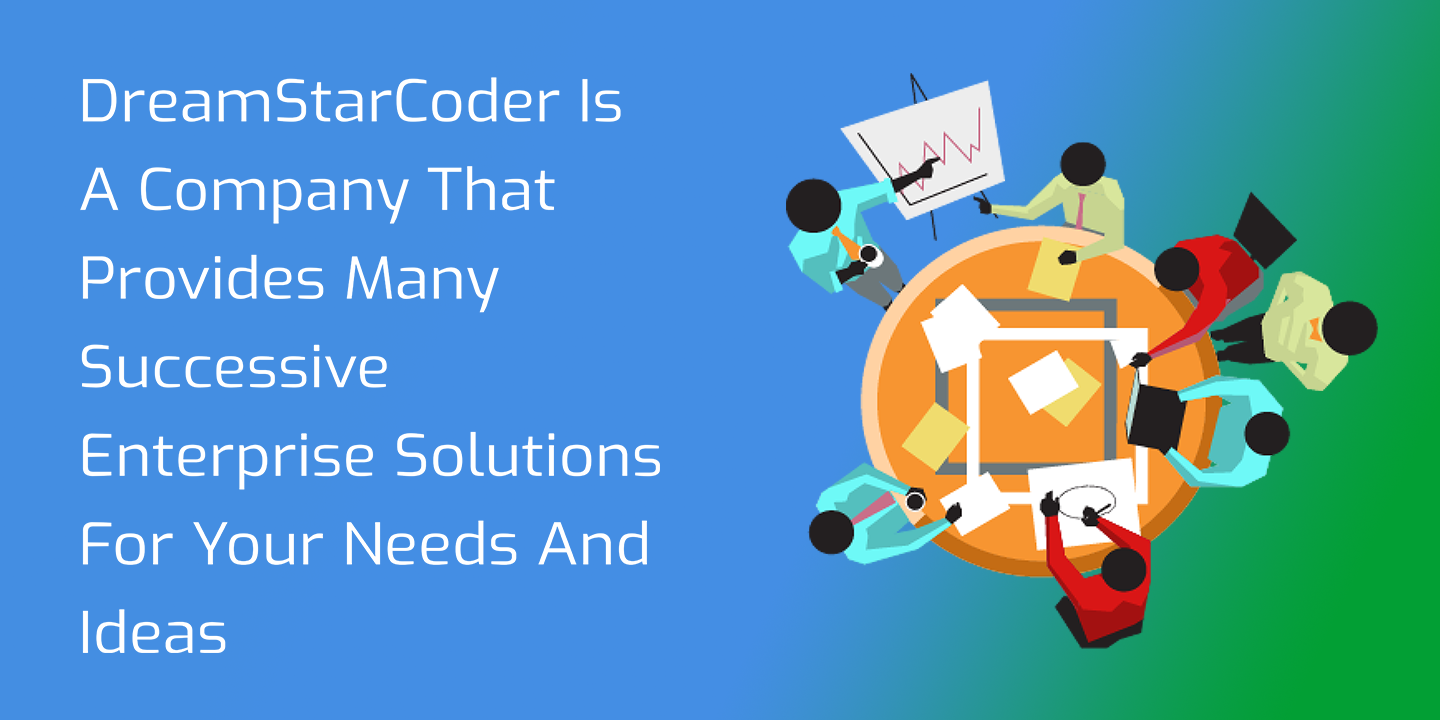 DreamStarCoder Is
A Company That
Provides Many
Successive
Enterprise Solutions
For Your Needs And
Ideas